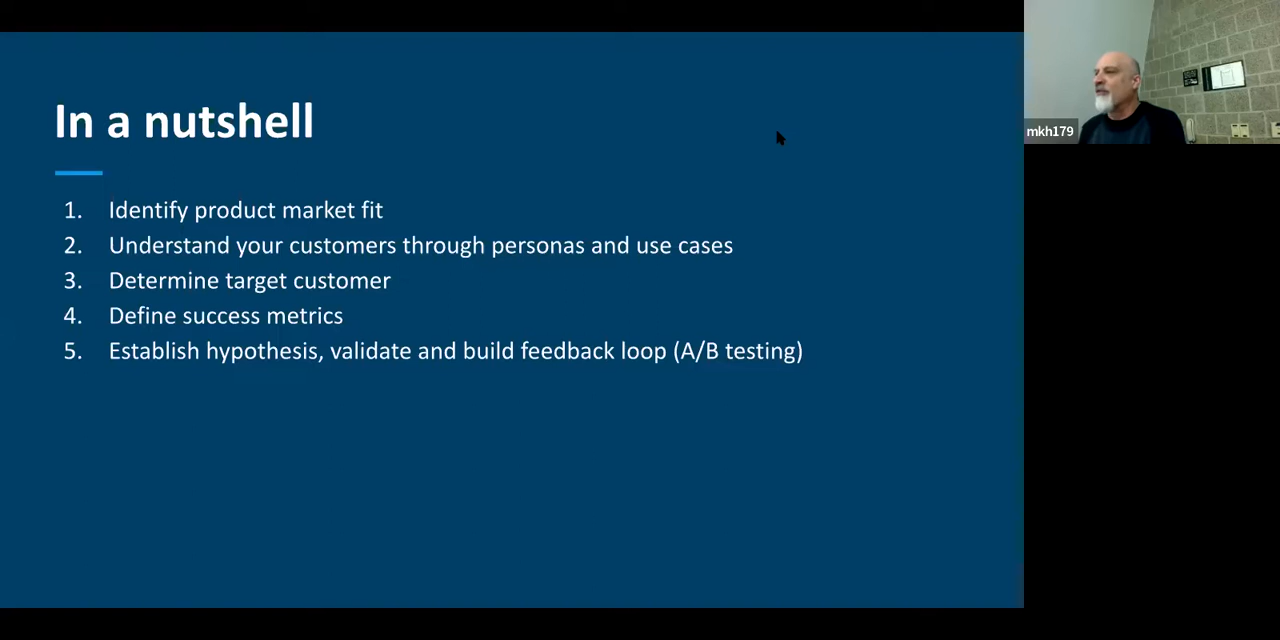 In a nutshell
1. Identify product market fit
2. Understand your customers through personas and use cases
3. Determine target customer
4. Define success metrics
5. Establish hypothesis, validate and build feedback loop (A/B testing)
mkh179